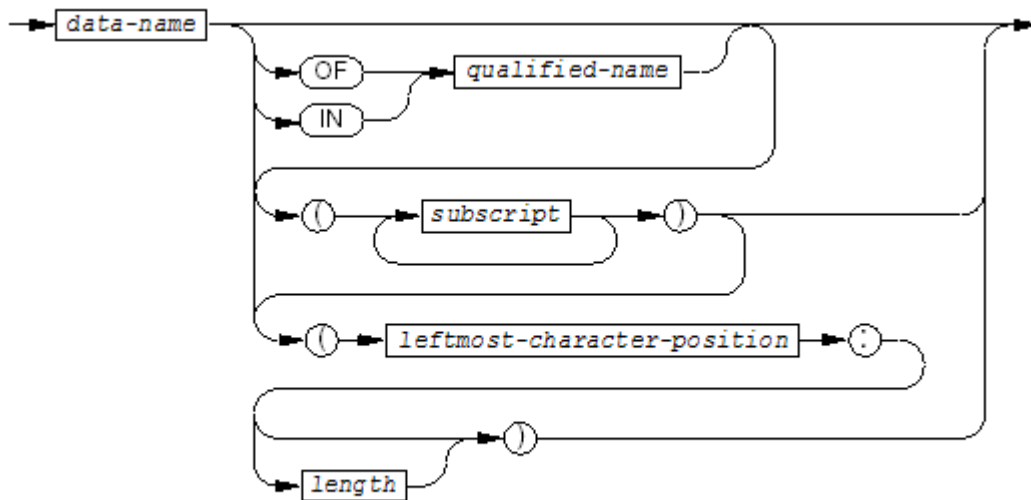 data-name
OF qualified-name
IN
( subscript )
( leftmost-character-position :
)
length